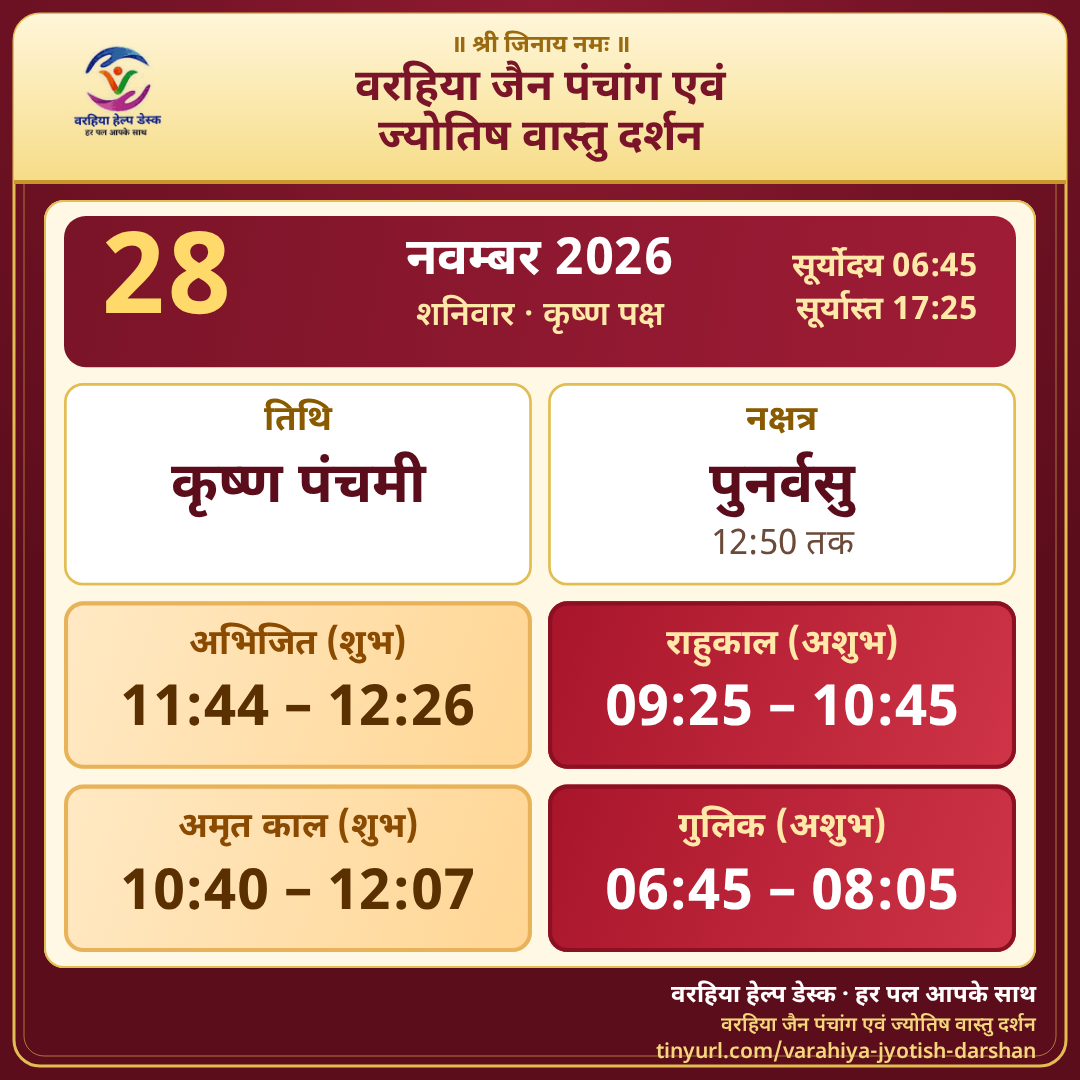 ॥ श्री जिनाय नमः ॥
वरहिया जैन पंचांग एवं
ज्योतिष वास्तु दर्शन
वरहिया हेल्प डेस्क
हर पल आपके साथ
28
नवम्बर 2026
शनिवार · कृष्ण पक्ष
सूर्योदय 06:45
सूर्यास्त 17:25
तिथि
कृष्ण पंचमी
नक्षत्र
पुनर्वसु
12:50 तक
अभिजित (शुभ)
11:44 – 12:26
राहुकाल (अशुभ)
09:25 – 10:45
अमृत काल (शुभ)
10:40 – 12:07
गुलिक (अशुभ)
06:45 – 08:05
वरहिया हेल्प डेस्क · हर पल आपके साथ
वरहिया जैन पंचांग एवं ज्योतिष वास्तु दर्शन
tinyurl.com/varahiya-jyotish-darshan